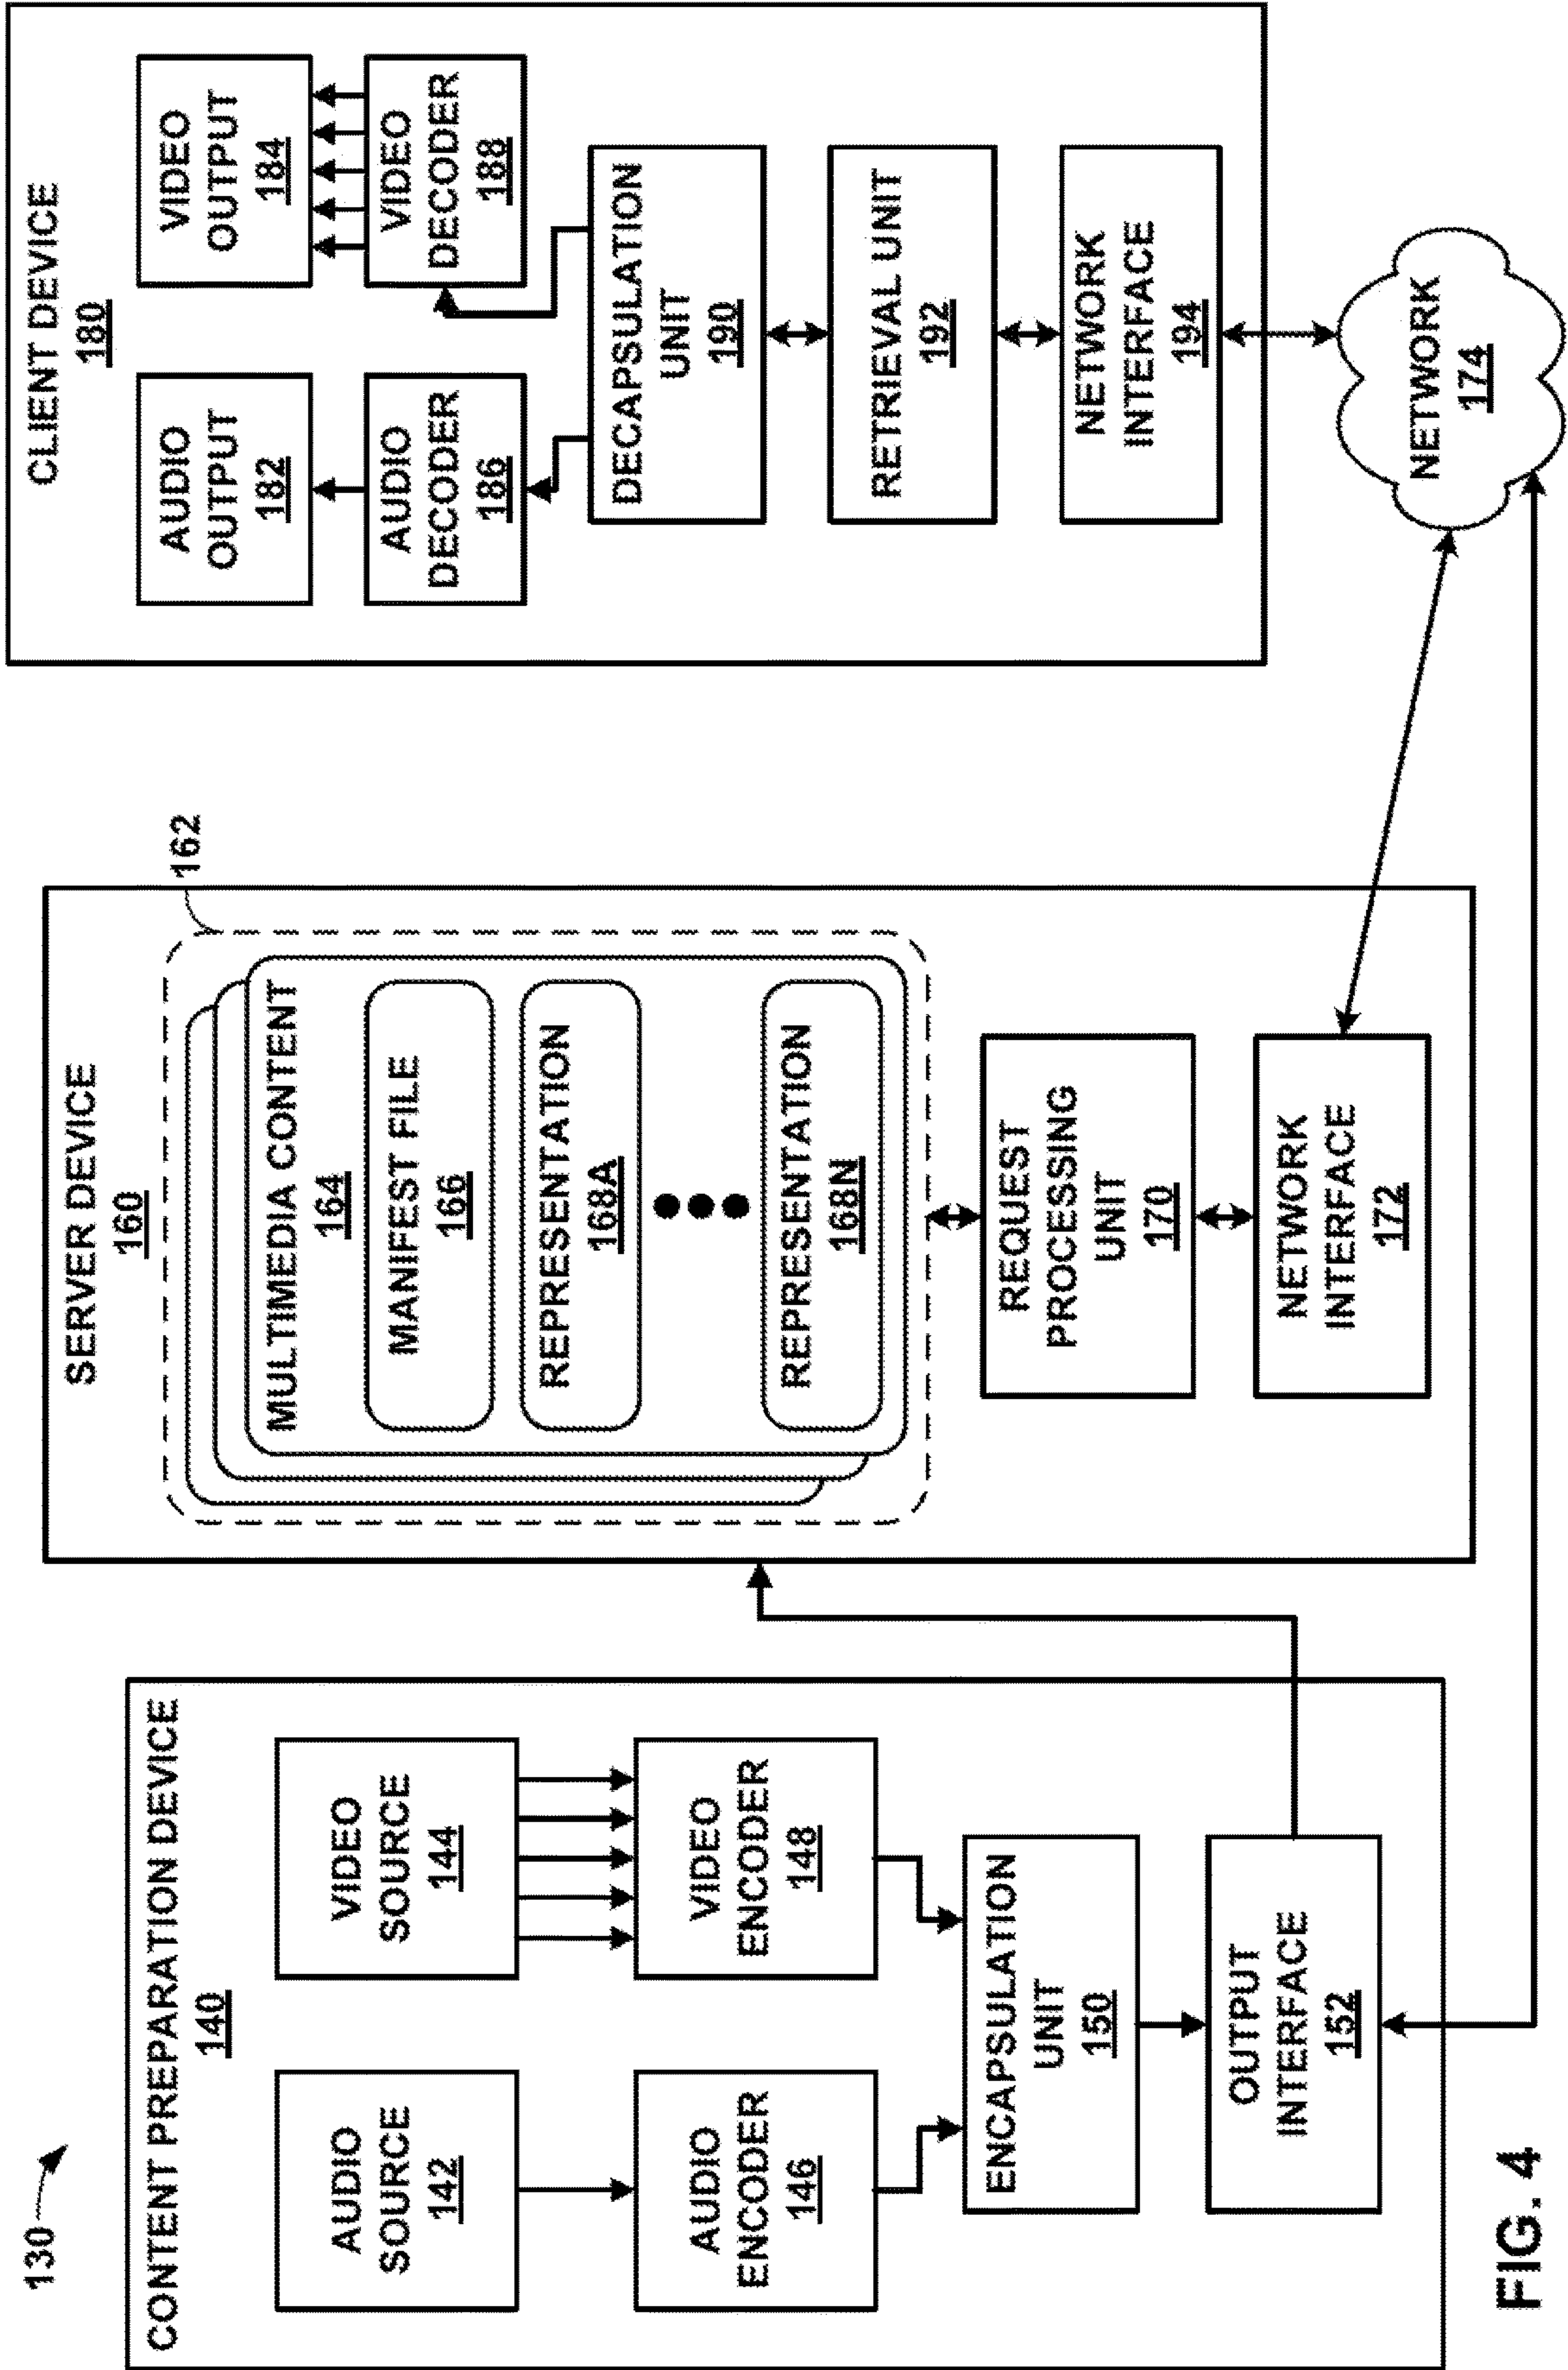 130
CONTENT PREPARATION DEVICE
140
AUDIO
SOURCE
142
VIDEO
SOURCE
144
AUDIO
ENCODER
146
VIDEO
ENCODER
148
ENCAPSULATION
UNIT
150
OUTPUT
INTERFACE
152
SERVER DEVICE
160
162
MULTIMEDIA CONTENT
164
MANIFEST FILE
166
REPRESENTATION
168A
REPRESENTATION
168N
REQUEST
PROCESSING
UNIT
170
NETWORK
INTERFACE
172
CLIENT DEVICE
180
AUDIO
OUTPUT
182
VIDEO
OUTPUT
184
AUDIO
DECODER
186
VIDEO
DECODER
188
DECAPSULATION
UNIT
190
RETRIEVAL UNIT
192
NETWORK
INTERFACE
194
NETWORK
174
FIG. 4